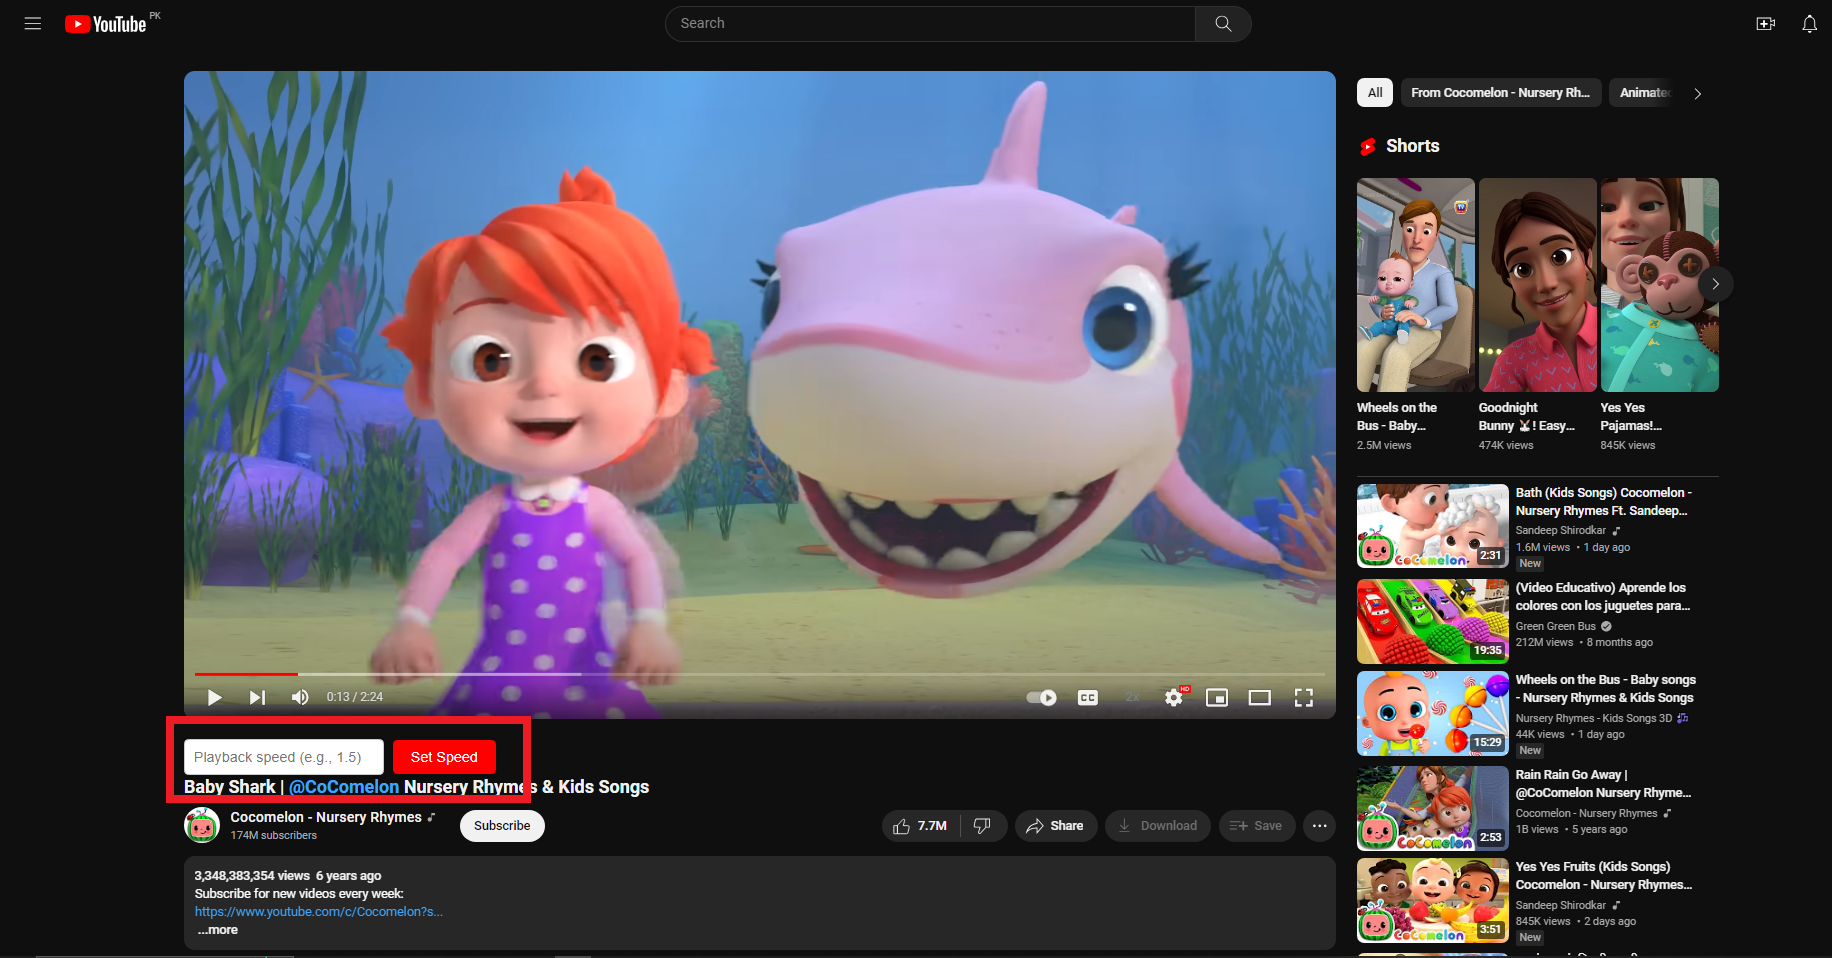 YouTube PK
Search
All
From Cocomelon - Nursery Rh...
Shorts
Wheels on the
Bus - Baby...
2.5M views
Goodnight
Bunny 🐰! Easy...
474K views
Yes Yes
Pajamas!...
845K views
0:13 / 2:24
CC
2x
HD
Playback speed (e.g., 1.5)
Set Speed
Baby Shark | @CoComelon Nursery Rhymes & Kids Songs
Cocomelon - Nursery Rhymes
174M subscribers
Subscribe
7.7M
Share
Download
Save
3,348,383,354 views 6 years ago
Subscribe for new videos every week:
https://www.youtube.com/c/Cocomelon?s...
...more
Bath (Kids Songs) Cocomelon -
Nursery Rhymes Ft. Sandeep...
Sandeep Shirodkar
1.6M views • 1 day ago
New
CoComelon
2:31
(Video Educativo) Aprende los
colores con los juguetes para...
Green Green Bus
212M views • 8 months ago
19:35
Wheels on the Bus - Baby songs
- Nursery Rhymes & Kids Songs
Nursery Rhymes - Kids Songs 3D
44K views • 1 day ago
New
15:29
Rain Rain Go Away |
@CoComelon Nursery Rhyme...
Cocomelon - Nursery Rhymes
1B views • 5 years ago
CoComelon
2:53
Yes Yes Fruits (Kids Songs)
Cocomelon - Nursery Rhymes...
Sandeep Shirodkar
845K views • 2 days ago
New
CoComelon
3:51